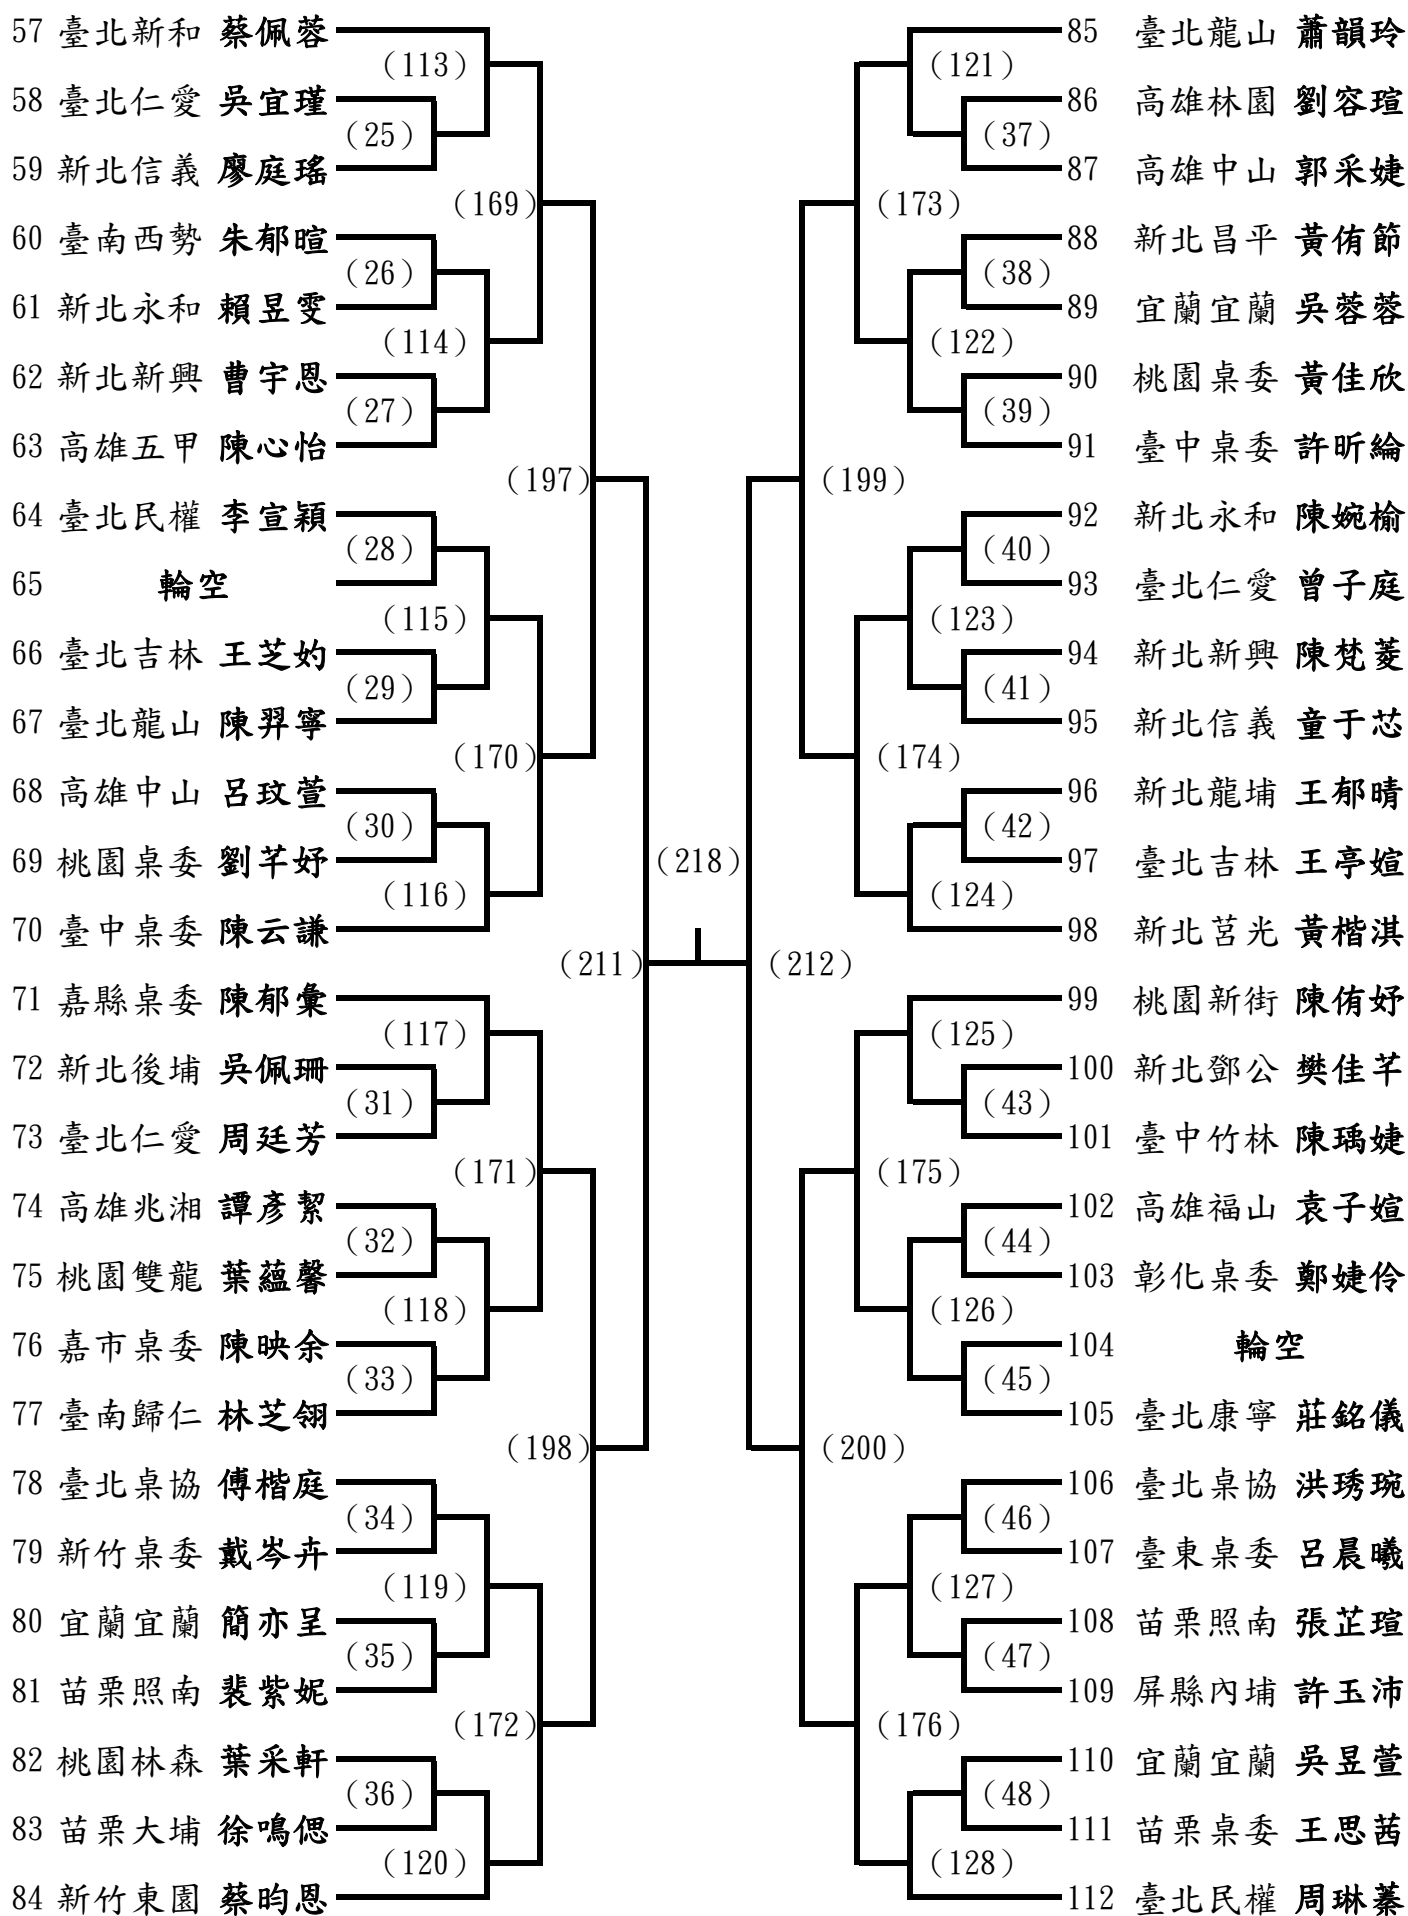 57 臺北新和 蔡佩蓉
(113)
58 臺北仁愛 吳宜瑾
(25)
59 新北信義 廖庭瑤
(169)
60 臺南西勢 朱郁暄
(26)
61 新北永和 賴昱雯
(114)
62 新北新興 曹宇恩
(27)
63 高雄五甲 陳心怡
(197)
64 臺北民權 李宣穎
(28)
65 輪空
(115)
66 臺北吉林 王芝妁
(29)
67 臺北龍山 陳羿寧
(170)
68 高雄中山 呂玟萱
(30)
69 桃園桌委 劉芊妤
(116)
70 臺中桌委 陳云謙
(211)
71 嘉縣桌委 陳郁彙
(117)
72 新北後埔 吳佩珊
(31)
73 臺北仁愛 周廷芳
(171)
74 高雄兆湘 譚彥絜
(32)
75 桃園雙龍 葉蘊馨
(118)
76 嘉市桌委 陳映余
(33)
77 臺南歸仁 林芝翎
(198)
78 臺北桌協 傅楷庭
(34)
79 新竹桌委 戴岑卉
(119)
80 宜蘭宜蘭 簡亦呈
(35)
81 苗栗照南 裴紫妮
(172)
82 桃園林森 葉采軒
(36)
83 苗栗大埔 徐鳴偲
(120)
84 新竹東園 蔡昀恩
(218)
85 臺北龍山 蕭韻玲
(121)
86 高雄林園 劉容瑄
(37)
87 高雄中山 郭采婕
(173)
88 新北昌平 黃侑節
(38)
89 宜蘭宜蘭 吳蓉蓉
(122)
90 桃園桌委 黃佳欣
(39)
91 臺中桌委 許昕綸
(199)
92 新北永和 陳婉榆
(40)
93 臺北仁愛 曾子庭
(123)
94 新北新興 陳梵菱
(41)
95 新北信義 童于芯
(174)
96 新北龍埔 王郁晴
(42)
97 臺北吉林 王亭媗
(124)
98 新北莒光 黃楷淇
(212)
99 桃園新街 陳侑妤
(125)
100 新北鄧公 樊佳芊
(43)
101 臺中竹林 陳瑀婕
(175)
102 高雄福山 袁子媗
(44)
103 彰化桌委 鄭婕伶
(126)
104 輪空
(45)
105 臺北康寧 莊銘儀
(200)
106 臺北桌協 洪琇琬
(46)
107 臺東桌委 呂晨曦
(127)
108 苗栗照南 張芷瑄
(47)
109 屏縣內埔 許玉沛
(176)
110 宜蘭宜蘭 吳昱萱
(48)
111 苗栗桌委 王思茜
(128)
112 臺北民權 周琳蓁